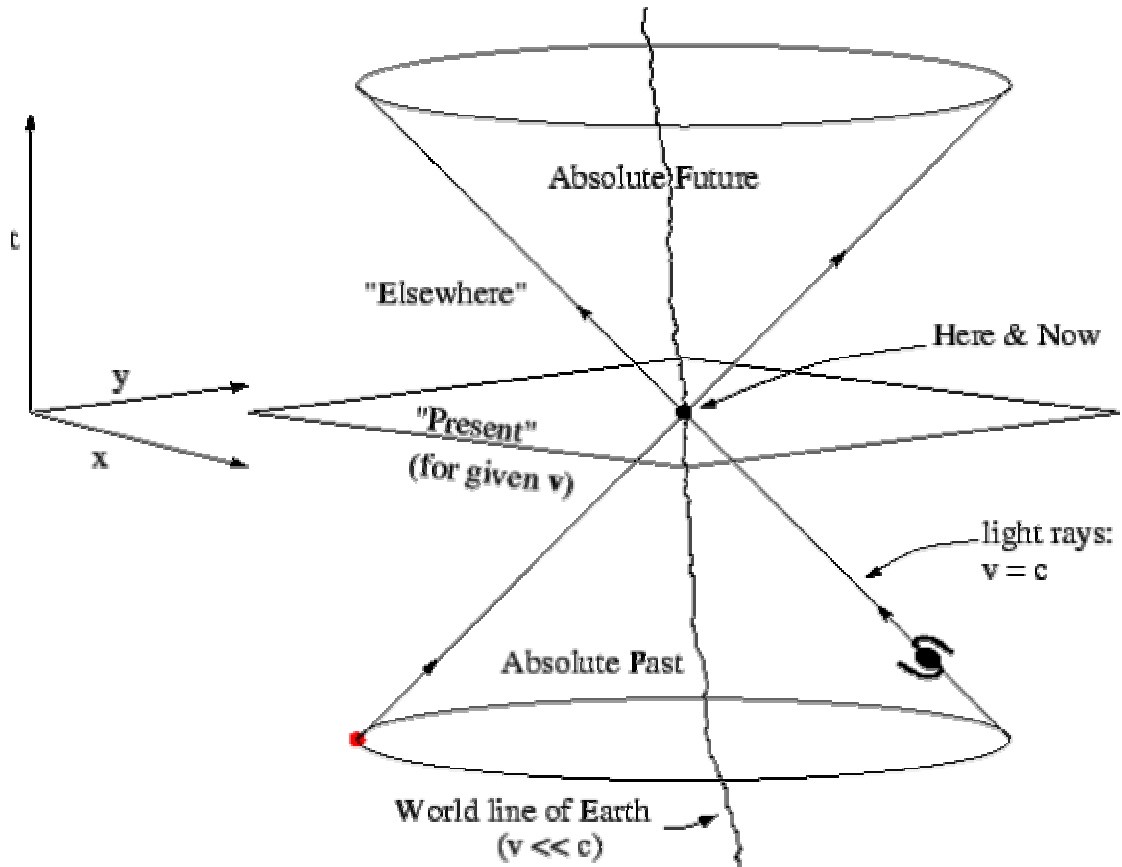 Absolute Future
t
"Elsewhere"
Here & Now
y
"Present"
(for given v)
x
light rays:
v = c
Absolute Past
World line of Earth
(v << c)